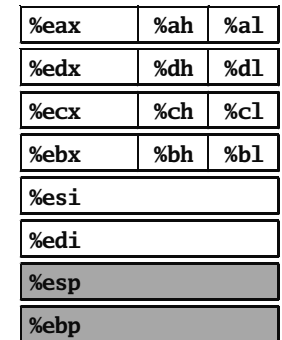 %eax %ah %al
%edx %dh %dl
%ecx %ch %cl
%ebx %bh %bl
%esi
%edi
%esp
%ebp